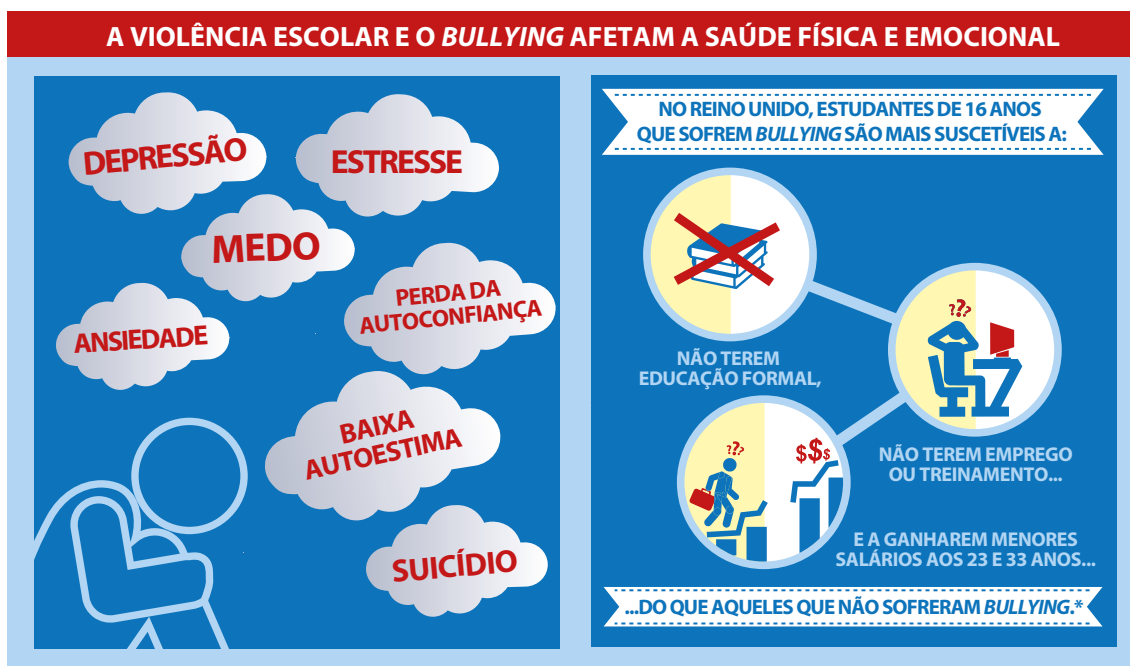 A VIOLÊNCIA ESCOLAR E O BULLYING AFETAM A SAÚDE FÍSICA E EMOCIONAL
DEPRESSÃO
ESTRESSE
MEDO
PERDA DA
AUTOCONFIANÇA
ANSIEDADE
BAIXA
AUTOESTIMA
SUICÍDIO
NO REINO UNIDO, ESTUDANTES DE 16 ANOS
QUE SOFREM BULLYING SÃO MAIS SUSCETÍVEIS A:
NÃO TEREM
EDUCAÇÃO FORMAL,
???
NÃO TEREM EMPREGO
OU TREINAMENTO...
???
$$$
E A GANHAREM MENORES
SALÁRIOS AOS 23 E 33 ANOS...
...DO QUE AQUELES QUE NÃO SOFRERAM BULLYING.*